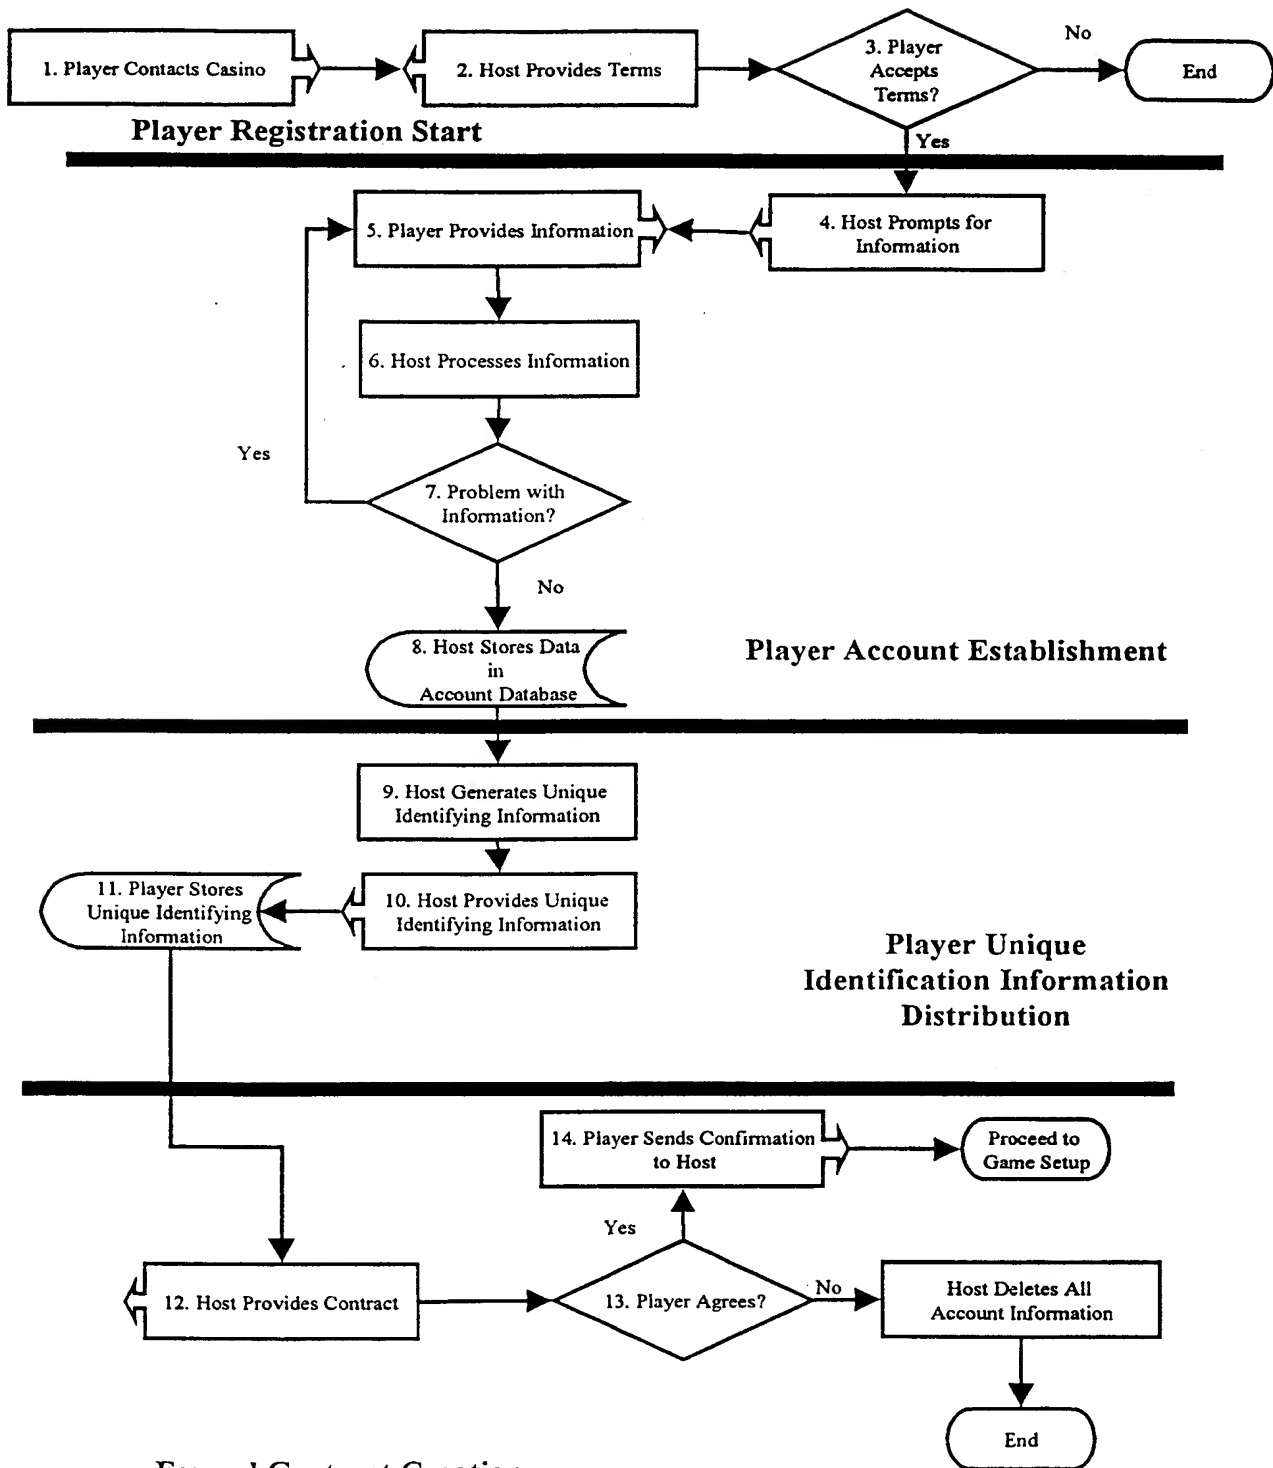 1. Player Contacts Casino
2. Host Provides Terms
3. Player
Accepts
Terms?
No
End
Player Registration Start
Yes
5. Player Provides Information
4. Host Prompts for
Information
6. Host Processes Information
Yes
7. Problem with
Information?
No
8. Host Stores Data
in
Account Database
Player Account Establishment
9. Host Generates Unique
Identifying Information
11. Player Stores
Unique Identifying
Information
10. Host Provides Unique
Identifying Information
Player Unique
Identification Information
Distribution
14. Player Sends Confirmation
to Host
Proceed to
Game Setup
Yes
12. Host Provides Contract
13. Player Agrees?
No
Host Deletes All
Account Information
End